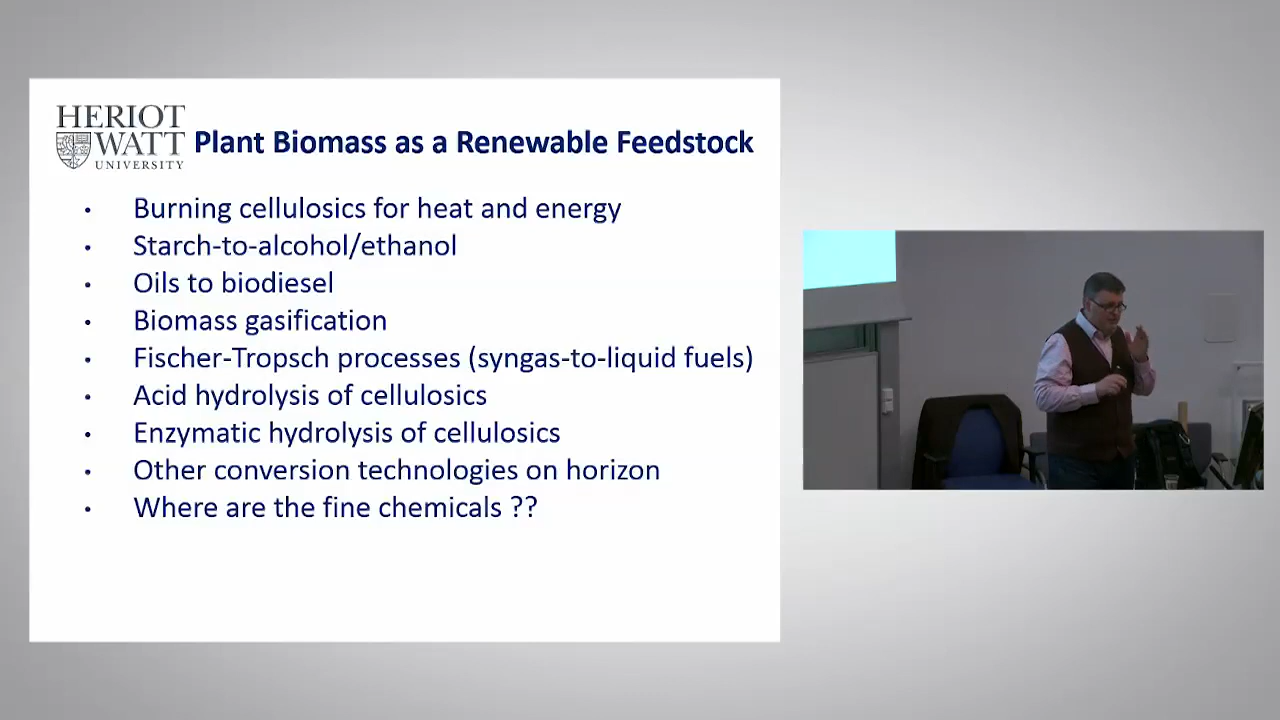 HERIOT
WATT
UNIVERSITY
Plant Biomass as a Renewable Feedstock
• Burning cellulosics for heat and energy
• Starch-to-alcohol/ethanol
• Oils to biodiesel
• Biomass gasification
• Fischer-Tropsch processes (syngas-to-liquid fuels)
• Acid hydrolysis of cellulosics
• Enzymatic hydrolysis of cellulosics
• Other conversion technologies on horizon
• Where are the fine chemicals ??